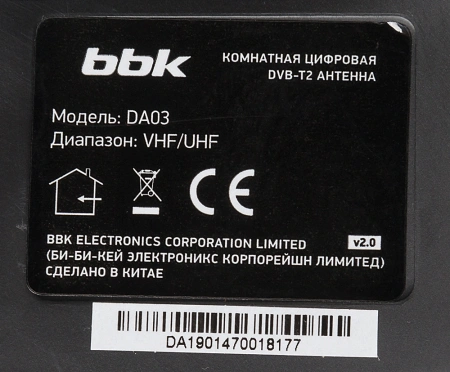 bbk
КОМНАТНАЯ ЦИФРОВАЯ
DVB-T2 АНТЕННА
Модель: DA03
Диапазон: VHF/UHF
CE
BBK ELECTRONICS CORPORATION LIMITED v2.0
(БИ-БИ-КЕЙ ЭЛЕКТРОНИКС КОРПОРЕЙШН ЛИМИТЕД)
СДЕЛАНО В КИТАЕ
DA1901470018177